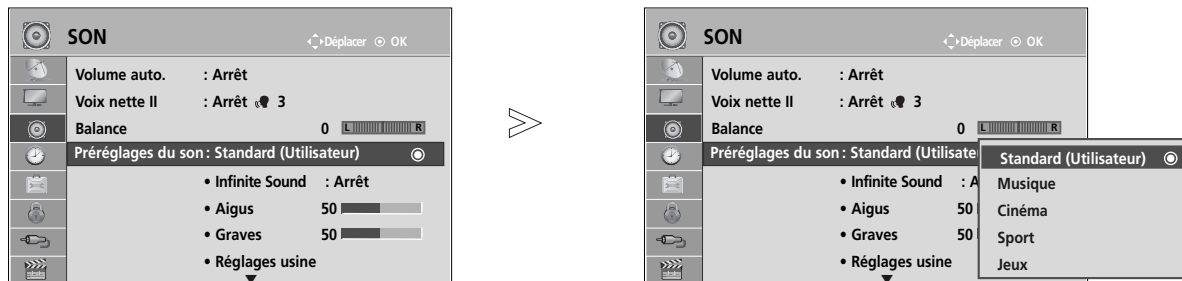 SON
Déplacer OK
Volume auto. : Arrêt
Voix nette II : Arrêt 3
Balance 0 L R
Préréglages du son : Standard (Utilisateur)
• Infinite Sound : Arrêt
• Aigus 50
• Graves 50
• Réglages usine
>
SON
Déplacer OK
Volume auto. : Arrêt
Voix nette II : Arrêt 3
Balance 0 L R
Préréglages du son : Standard (Utilisate
• Infinite Sound : A
• Aigus 50
• Graves 50
• Réglages usine
Standard (Utilisateur)
Musique
Cinéma
Sport
Jeux